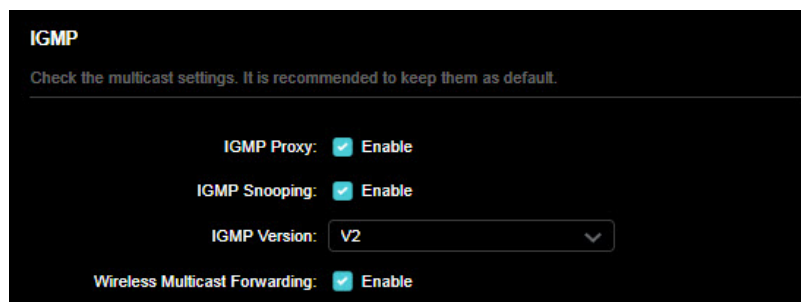 IGMP
Check the multicast settings. It is recommended to keep them as default.
IGMP Proxy: Enable
IGMP Snooping: Enable
IGMP Version: V2
Wireless Multicast Forwarding: Enable